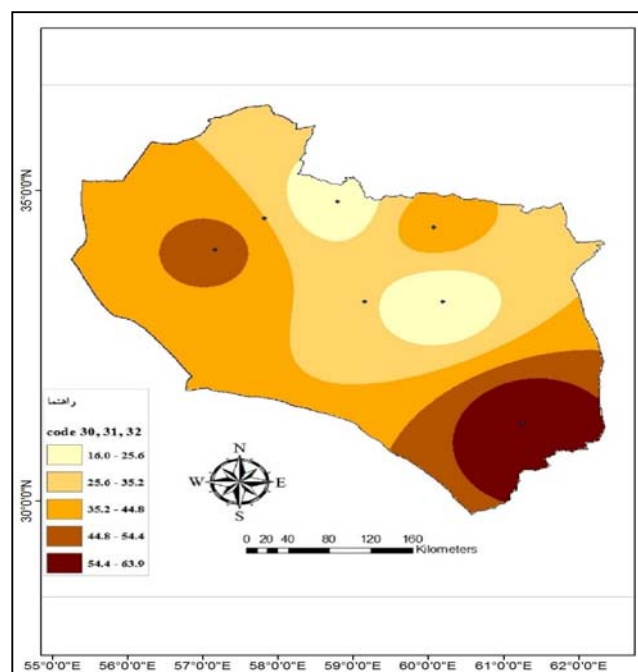 35°0'0"N
30°0'0"N
راهنما
code 30, 31, 32
16.0 - 25.6
25.6 - 35.2
35.2 - 44.8
44.8 - 54.4
54.4 - 63.9
N
W E
S
0 20 40 80 120 160
Kilometers
55°0'0"E 56°0'0"E 57°0'0"E 58°0'0"E 59°0'0"E 60°0'0"E 61°0'0"E 62°0'0"E